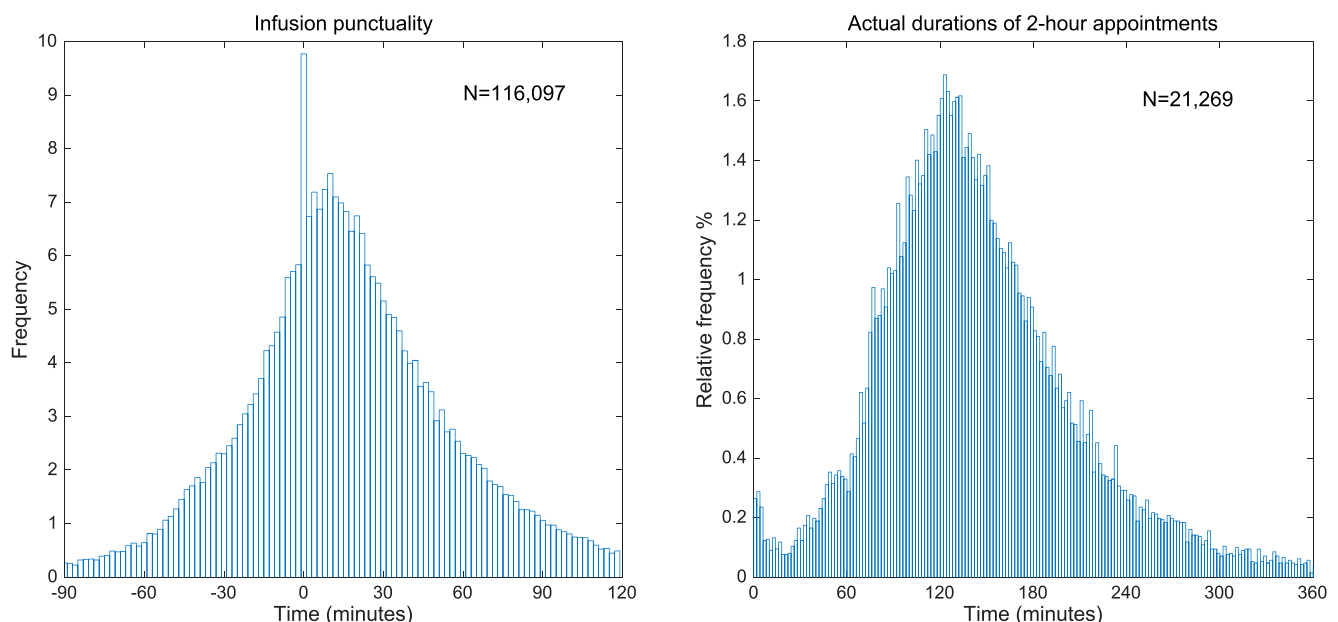 Infusion punctuality
N=116,097
Frequency
10
9
8
7
6
5
4
3
2
1
0
-90 -60 -30 0 30 60 90 120
Time (minutes)
Actual durations of 2-hour appointments
N=21,269
Relative frequency %
1.8
1.6
1.4
1.2
1
0.8
0.6
0.4
0.2
0
0 60 120 180 240 300 360
Time (minutes)